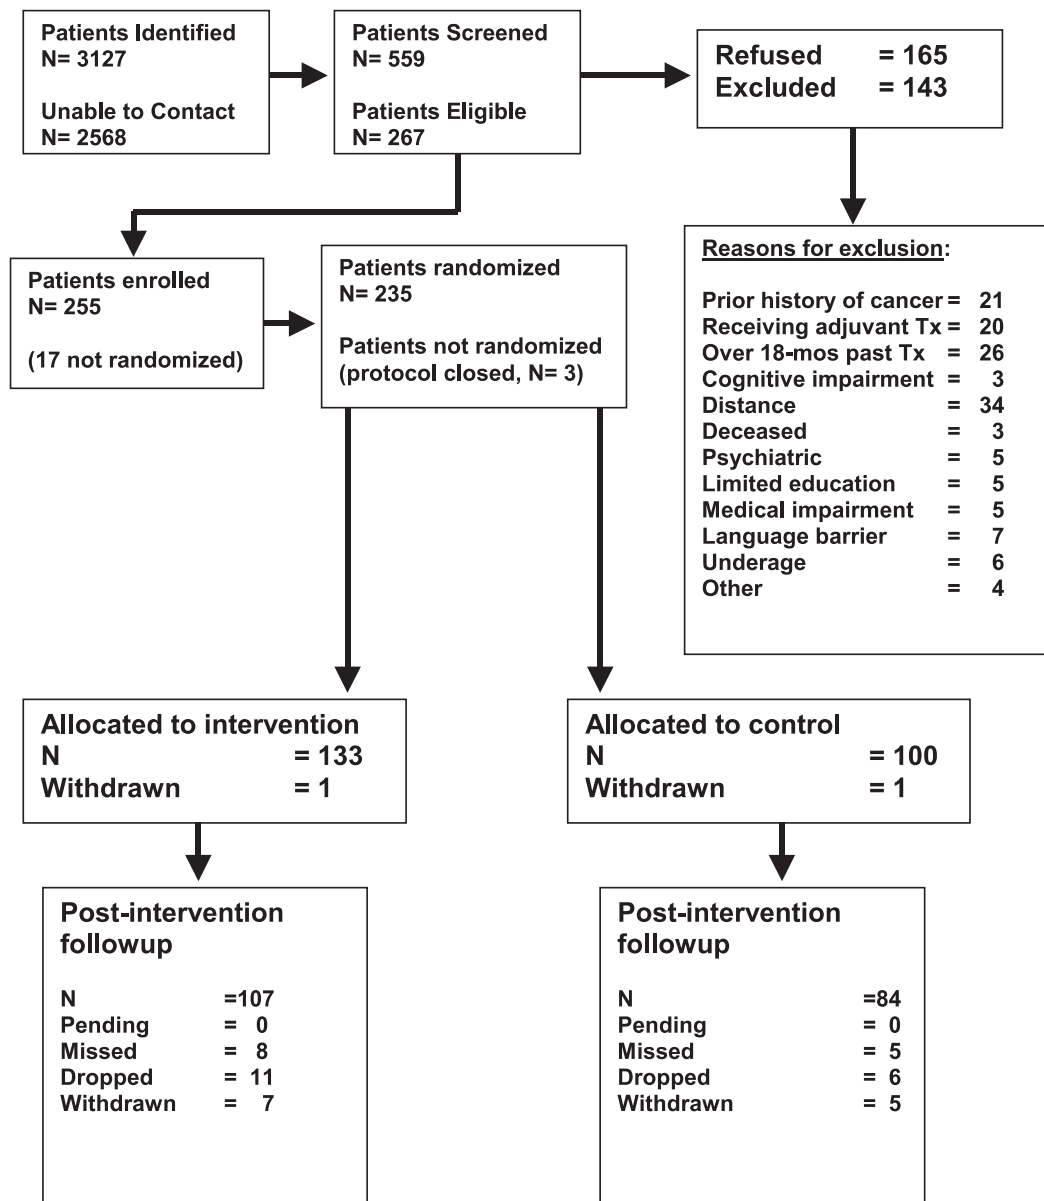 Patients Identified
N= 3127
Unable to Contact
N= 2568
Patients Screened
N= 559
Patients Eligible
N= 267
Refused = 165
Excluded = 143
Reasons for exclusion:
Prior history of cancer = 21
Receiving adjuvant Tx = 20
Over 18-mos past Tx = 26
Cognitive impairment = 3
Distance = 34
Deceased = 3
Psychiatric = 5
Limited education = 5
Medical impairment = 5
Language barrier = 7
Underage = 6
Other = 4
Patients enrolled
N= 255
(17 not randomized)
Patients randomized
N= 235
Patients not randomized
(protocol closed, N= 3)
Allocated to intervention
N = 133
Withdrawn = 1
Allocated to control
N = 100
Withdrawn = 1
Post-intervention
followup
N =107
Pending = 0
Missed = 8
Dropped = 11
Withdrawn = 7
Post-intervention
followup
N =84
Pending = 0
Missed = 5
Dropped = 6
Withdrawn = 5